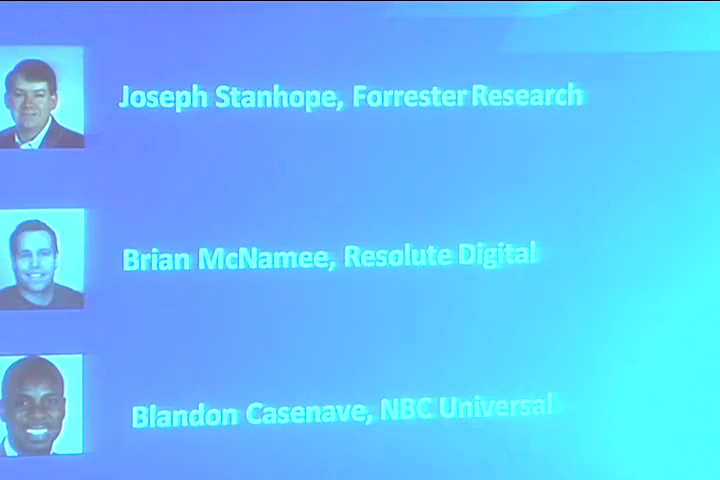 Joseph Stanhope, Forrester Research
Brian McNamee, Resolute Digital
Blandon Casenave, NBC Universal